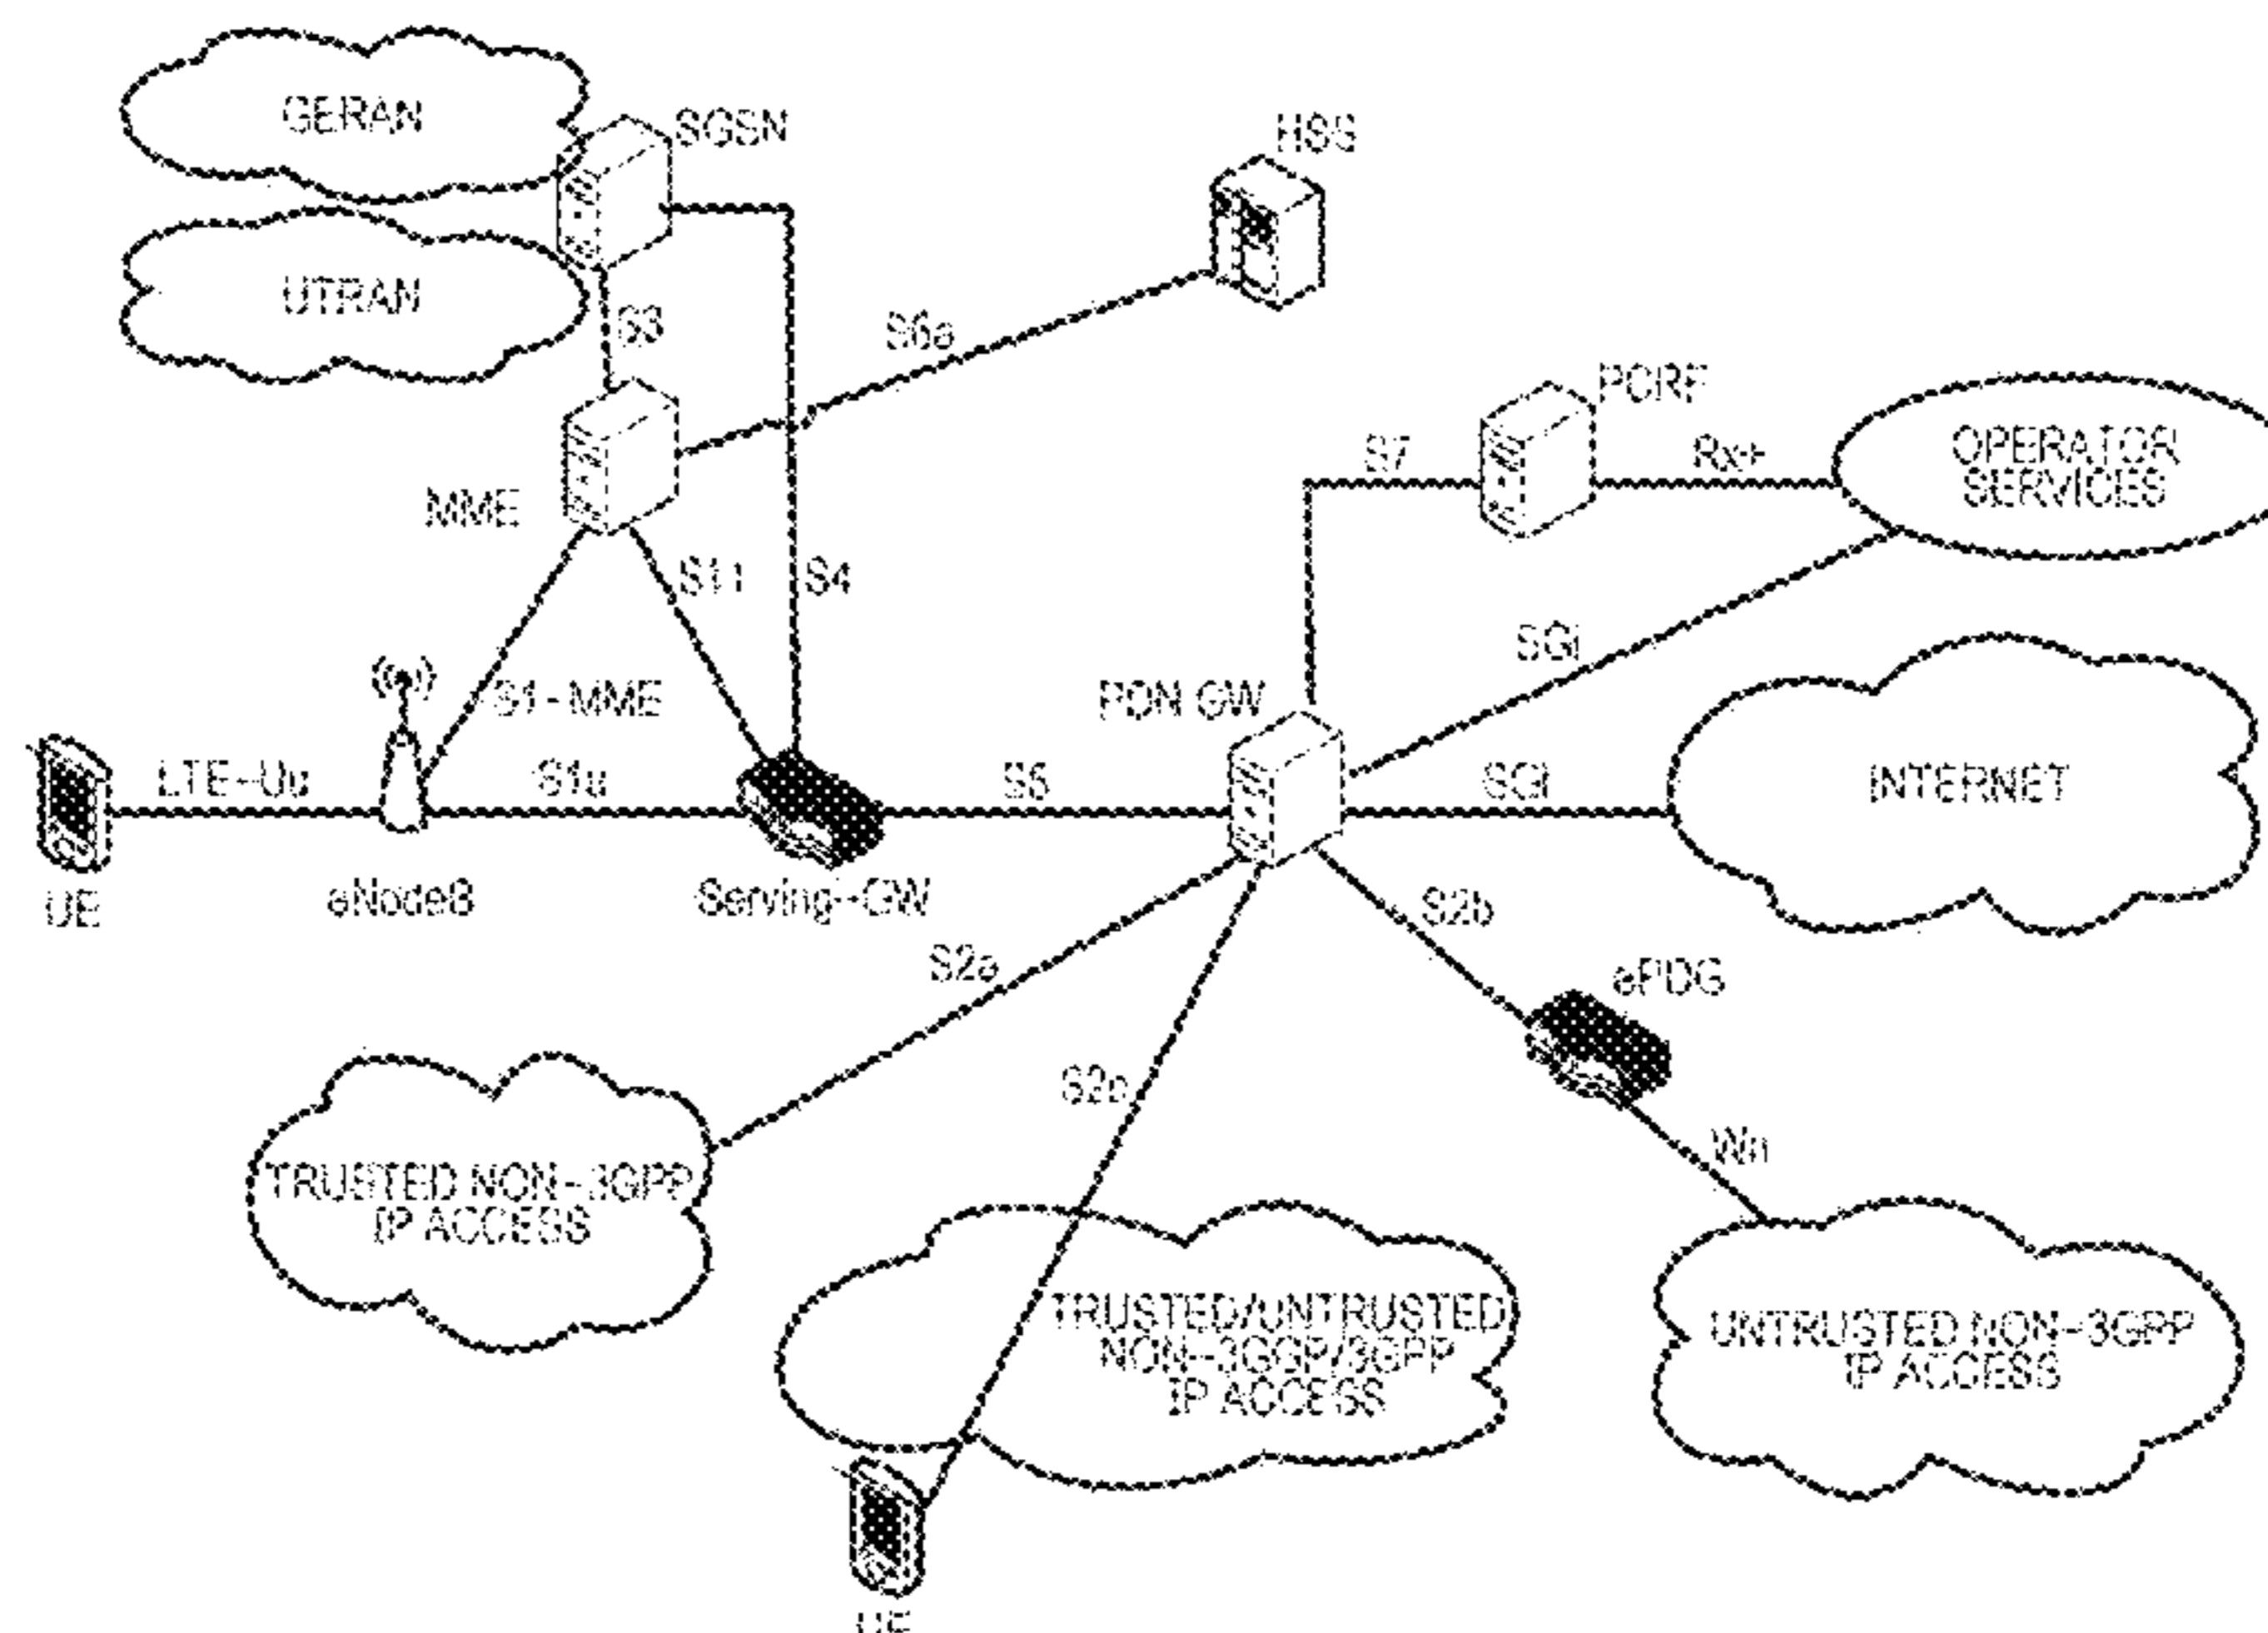 GERAN
SGSN
HSS
UTRAN
S3
S6a
PCRF
S7
Rx+
OPERATOR
SERVICES
MME
S11
S4
SGi
S1-MME
PDN GW
LTE-Uu
S1u
S5
SGi
INTERNET
UE
eNodeB
Serving-GW
S2b
S2a
ePDG
S2c
Wn
TRUSTED NON-3GPP
IP ACCESS
TRUSTED/UNTRUSTED
NON-3GGP/3GPP
IP ACCESS
UNTRUSTED NON-3GPP
IP ACCESS
UE